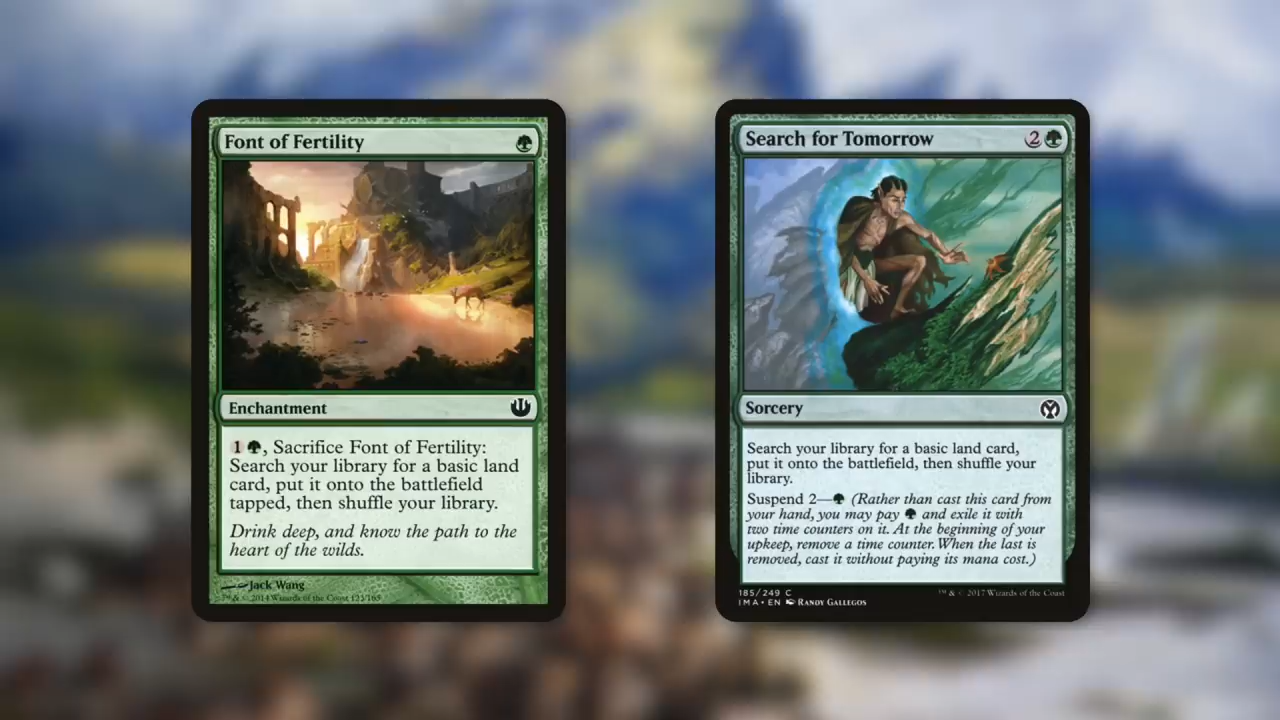 Font of Fertility
Enchantment
1 , Sacrifice Font of Fertility:
Search your library for a basic land
card, put it onto the battlefield
tapped, then shuffle your library.
Drink deep, and know the path to the
heart of the wilds.
Jack Wang
™ & © 2014 Wizards of the Coast
Search for Tomorrow
2
Sorcery
Search your library for a basic land card,
put it onto the battlefield, then shuffle your
library.
Suspend 2— (Rather than cast this card from
your hand, you may pay and exile it with
two time counters on it. At the beginning of your
upkeep, remove a time counter. When the last is
removed, cast it without paying its mana cost.)
185/249 C
IMA • EN Randy Gallegos
™ & © 2017 Wizards of the Coast